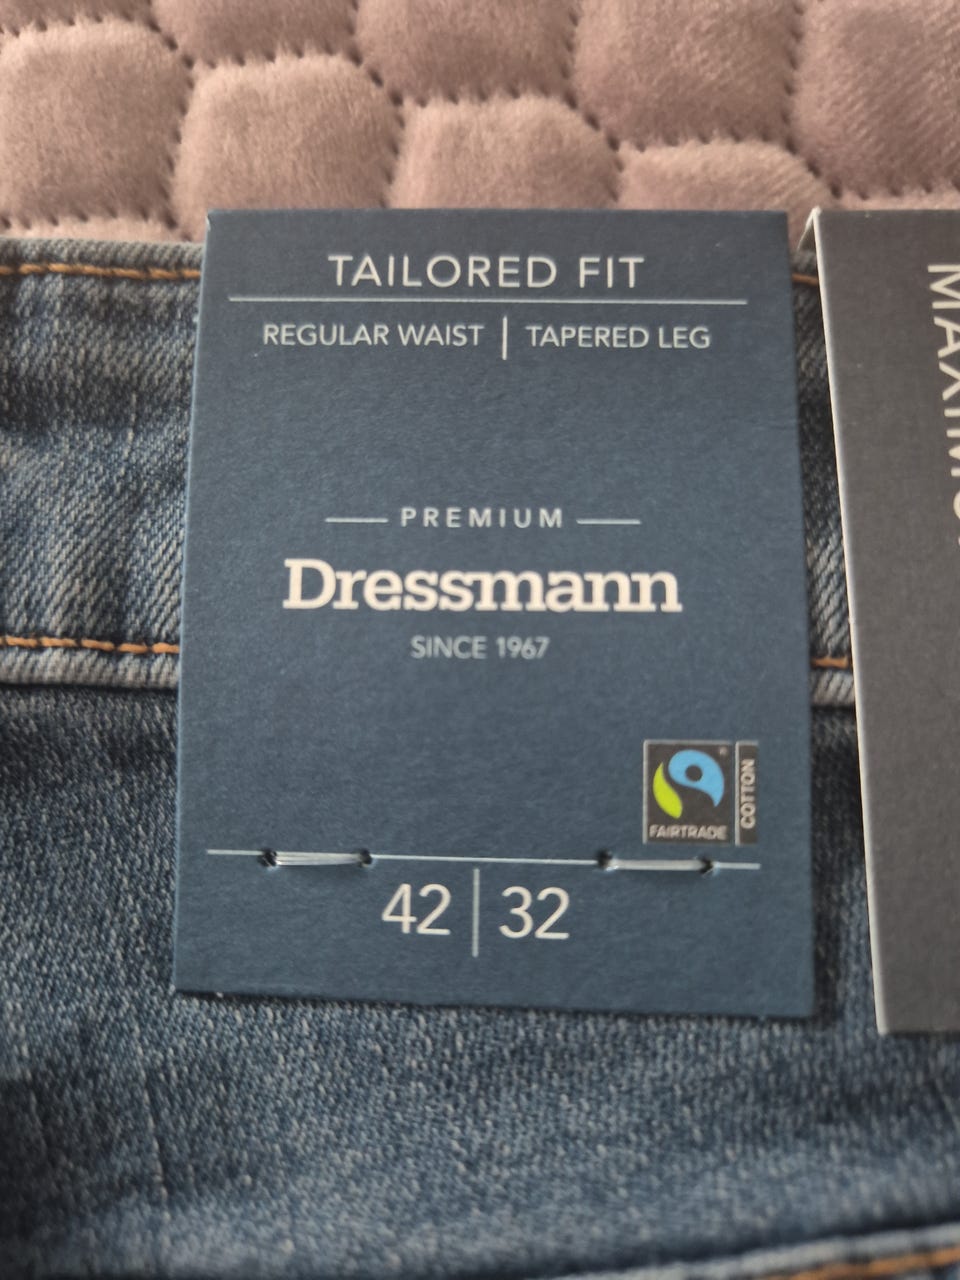 TAILORED FIT
REGULAR WAIST | TAPERED LEG
PREMIUM
Dressmann
SINCE 1967
FAIRTRADE
COTTON
42 | 32